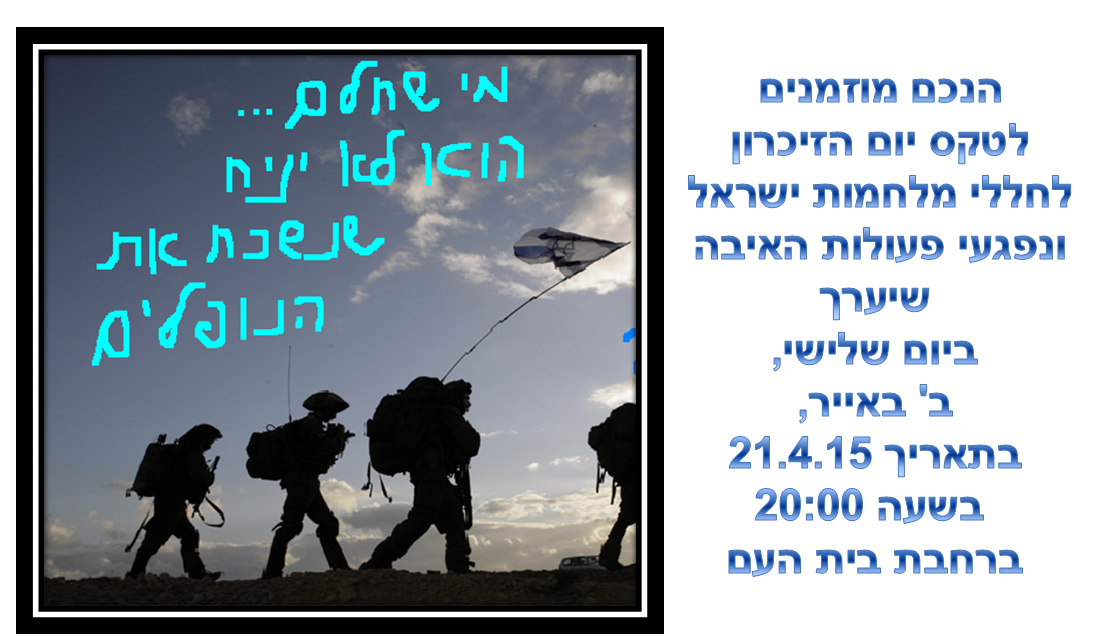 מי שחלם...
הוא לא יניח
שנשכח את
הנופלים
הנכם מוזמנים
לטקס יום הזיכרון
לחללי מלחמות ישראל
ונפגעי פעולות האיבה
שיערך
ביום שלישי,
ב' באייר,
בתאריך 21.4.15
בשעה 20:00
ברחבת בית העם